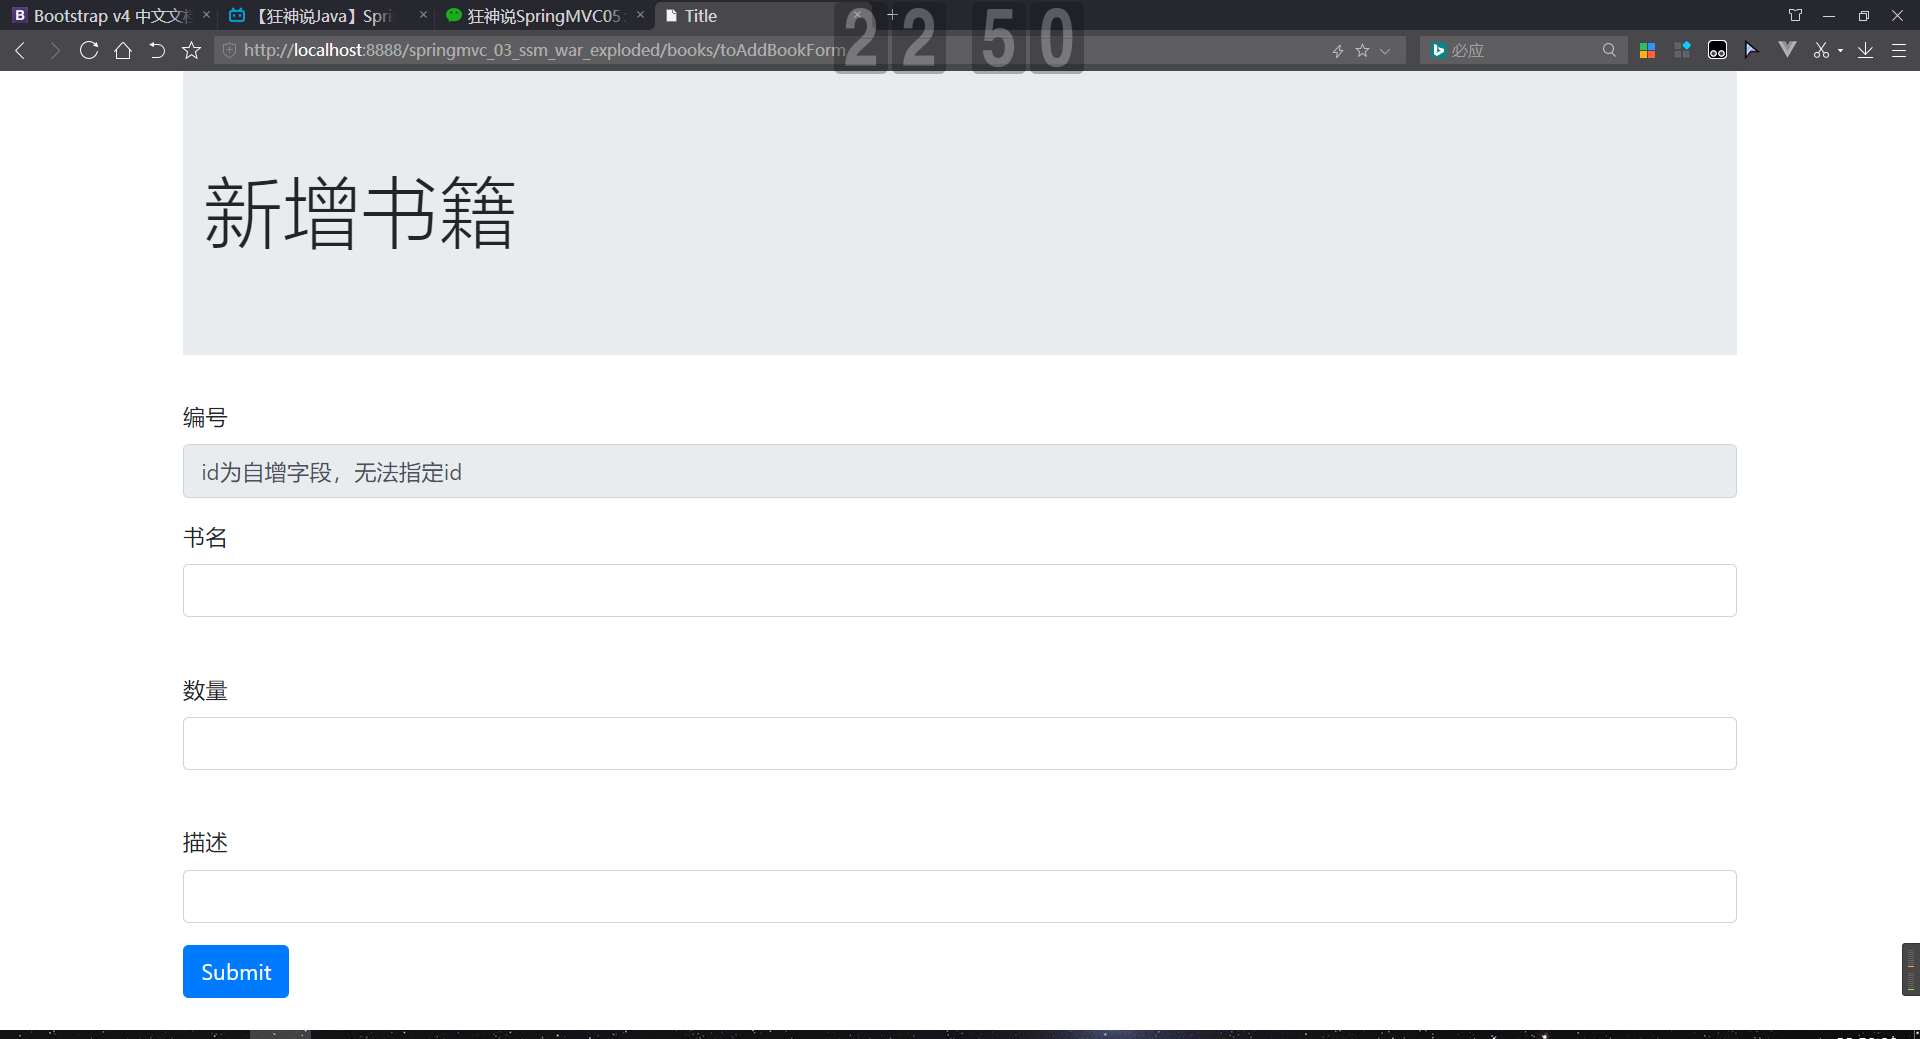 Bootstrap v4 中文文
【狂神说Java】Spri
狂神说SpringMVC05
Title
22 50
http://localhost:8888/springmvc_03_ssm_war_exploded/books/toAddBookForm
必应
新增书籍
编号
id为自增字段，无法指定id
书名
数量
描述
Submit